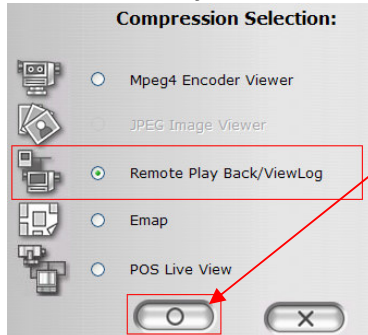 Compression Selection:
Mpeg4 Encoder Viewer
JPEG Image Viewer
Remote Play Back/ViewLog
Emap
POS Live View